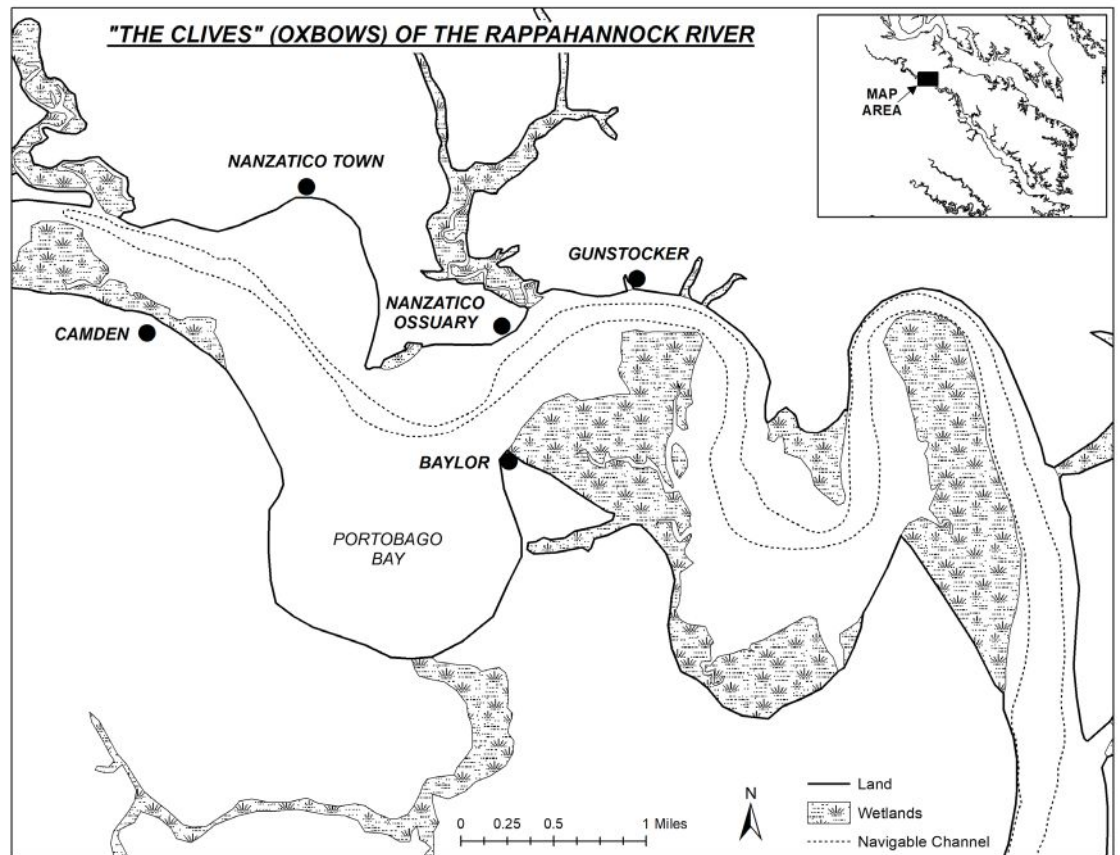 "THE CLIVES" (OXBOWS) OF THE RAPPAHANNOCK RIVER
MAP
AREA
NANZATICO TOWN
GUNSTOCKER
NANZATICO
OSSUARY
CAMDEN
BAYLOR
PORTOBAGO
BAY
N
Land
Wetlands
Navigable Channel
0 0.25 0.5 1 Miles